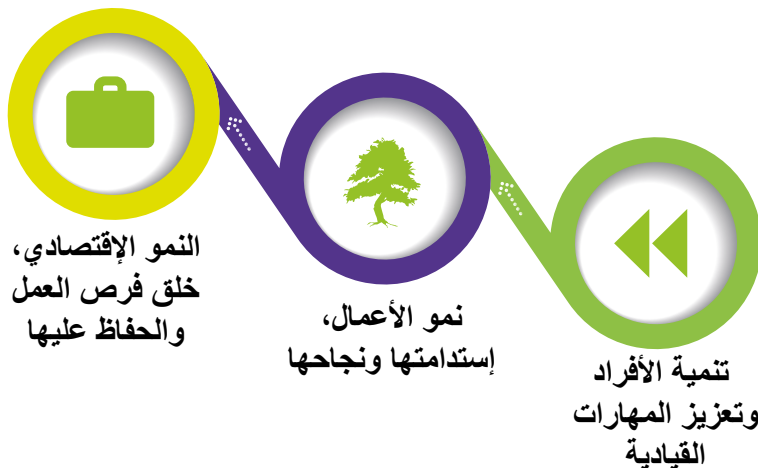 تنمية الأفراد
وتعزيز المهارات
القيادية
نمو الأعمال،
إستدامتها ونجاحها
النمو الإقتصادي،
خلق فرص العمل
والحفاظ عليها